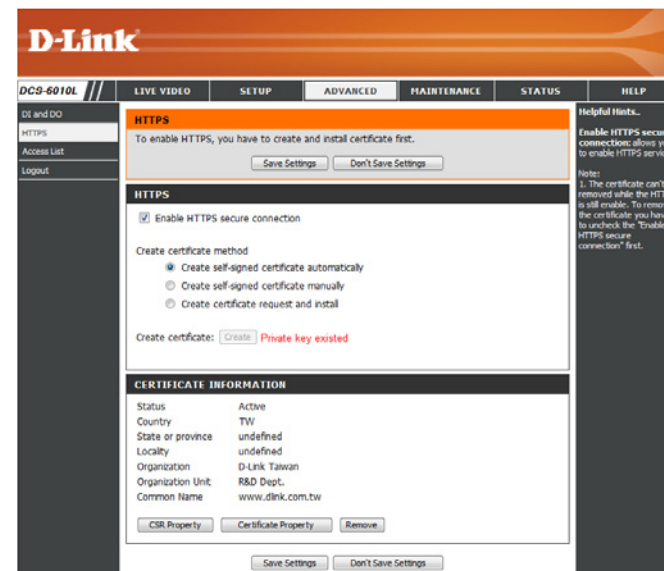 D-Link
DCS-6010L
LIVE VIDEO
SETUP
ADVANCED
MAINTENANCE
STATUS
HELP
DI and DO
HTTPS
Access List
Logout
HTTPS
To enable HTTPS, you have to create and install certificate first.
Save Settings
Don't Save Settings
HTTPS
Enable HTTPS secure connection
Create certificate method
Create self-signed certificate automatically
Create self-signed certificate manually
Create certificate request and install
Create certificate: Create Private key existed
CERTIFICATE INFORMATION
Status Active
Country TW
State or province undefined
Locality undefined
Organization D-Link Taiwan
Organization Unit R&D Dept.
Common Name www.dlink.com.tw
CSR Property
Certificate Property
Remove
Save Settings
Don't Save Settings
Helpful Hints..
Enable HTTPS secur
connection: allows y
to enable HTTPS servic
Note:
1. The certificate can't
removed while the HTT
is still enable. To remo
the certificate you hav
to uncheck the "Enable
HTTPS secure
connection" first.